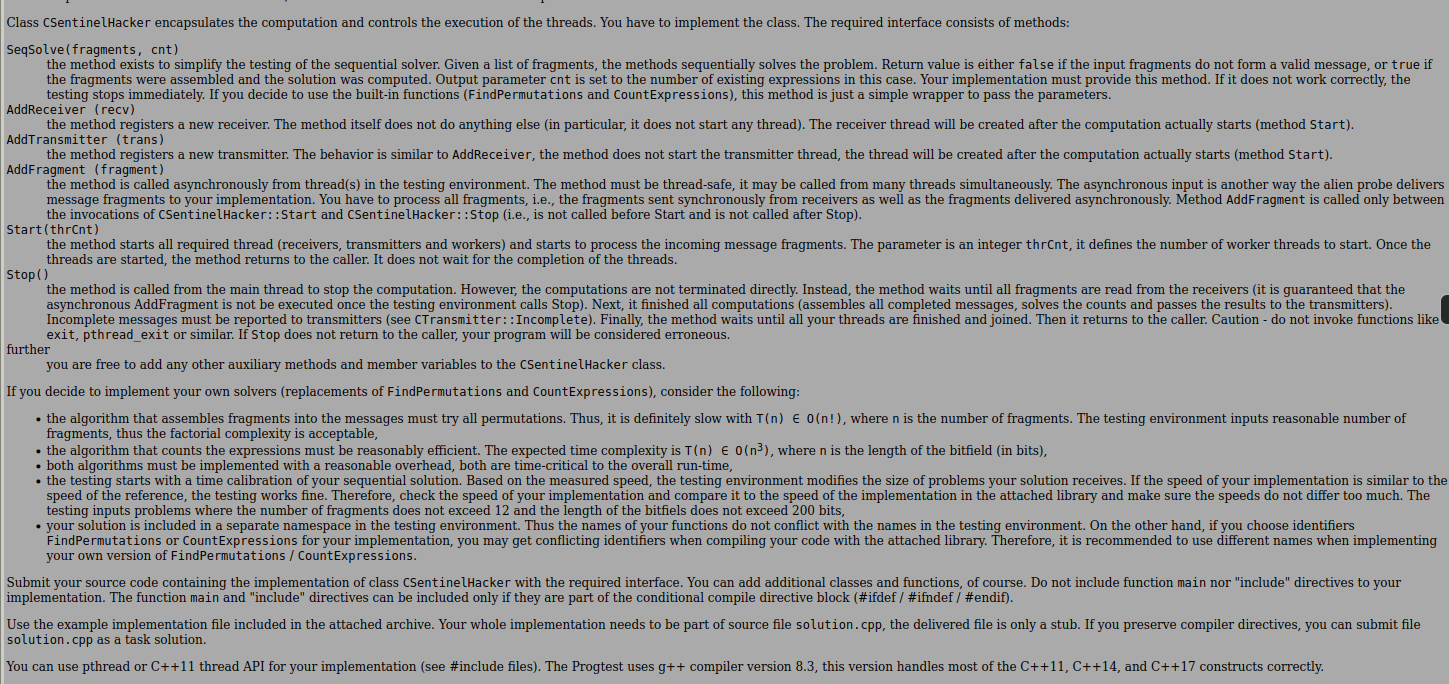 Class CSentinelHacker encapsulates the computation and controls the execution of the threads. You have to implement the class. The required interface consists of methods:
SeqSolve(fragments, cnt)
the method exists to simplify the testing of the sequential solver. Given a list of fragments, the methods sequentially solves the problem. Return value is either false if the input fragments do not form a valid message, or true if
the fragments were assembled and the solution was computed. Output parameter cnt is set to the number of existing expressions in this case. Your implementation must provide this method. If it does not work correctly, the
testing stops immediately. If you decide to use the built-in functions (FindPermutations and CountExpressions), this method is just a simple wrapper to pass the parameters.
AddReceiver (recv)
the method registers a new receiver. The method itself does not do anything else (in particular, it does not start any thread). The receiver thread will be created after the computation actually starts (method Start).
AddTransmitter (trans)
the method registers a new transmitter. The behavior is similar to AddReceiver, the method does not start the transmitter thread, the thread will be created after the computation actually starts (method Start).
AddFragment (fragment)
the method is called asynchronously from thread(s) in the testing environment. The method must be thread-safe, it may be called from many threads simultaneously. The asynchronous input is another way the alien probe delivers
message fragments to your implementation. You have to process all fragments, i.e., the fragments sent synchronously from receivers as well as the fragments delivered asynchronously. Method AddFragment is called only between
the invocations of CSentinelHacker::Start and CSentinelHacker::Stop (i.e., is not called before Start and is not called after Stop).
Start(thrCnt)
the method starts all required thread (receivers, transmitters and workers) and starts to process the incoming message fragments. The parameter is an integer thrCnt, it defines the number of worker threads to start. Once the
threads are started, the method returns to the caller. It does not wait for the completion of the threads.
Stop()
the method is called from the main thread to stop the computation. However, the computations are not terminated directly. Instead, the method waits until all fragments are read from the receivers (it is guaranteed that the
asynchronous AddFragment is not be executed once the testing environment calls Stop). Next, it finished all computations (assembles all completed messages, solves the counts and passes the results to the transmitters).
Incomplete messages must be reported to transmitters (see CTransmitter::Incomplete). Finally, the method waits until all your threads are finished and joined. Then it returns to the caller. Caution - do not invoke functions like
exit, pthread_exit or similar. If Stop does not return to the caller, your program will be considered erroneous.
further
you are free to add any other auxiliary methods and member variables to the CSentinelHacker class.
If you decide to implement your own solvers (replacements of FindPermutations and CountExpressions), consider the following:
• the algorithm that assembles fragments into the messages must try all permutations. Thus, it is definitely slow with T(n) ∈ O(n!), where n is the number of fragments. The testing environment inputs reasonable number of
fragments, thus the factorial complexity is acceptable,
• the algorithm that counts the expressions must be reasonably efficient. The expected time complexity is T(n) ∈ O(n³), where n is the length of the bitfield (in bits),
• both algorithms must be implemented with a reasonable overhead, both are time-critical to the overall run-time,
• the testing starts with a time calibration of your sequential solution. Based on the measured speed, the testing environment modifies the size of problems your solution receives. If the speed of your implementation is similar to the
speed of the reference, the testing works fine. Therefore, check the speed of your implementation and compare it to the speed of the implementation in the attached library and make sure the speeds do not differ too much. The
testing inputs problems where the number of fragments does not exceed 12 and the length of the bitfiels does not exceed 200 bits,
• your solution is included in a separate namespace in the testing environment. Thus the names of your functions do not conflict with the names in the testing environment. On the other hand, if you choose identifiers
FindPermutations or CountExpressions for your implementation, you may get conflicting identifiers when compiling your code with the attached library. Therefore, it is recommended to use different names when implementing
your own version of FindPermutations / CountExpressions.
Submit your source code containing the implementation of class CSentinelHacker with the required interface. You can add additional classes and functions, of course. Do not include function main nor "include" directives to your
implementation. The function main and "include" directives can be included only if they are part of the conditional compile directive block (#ifdef / #ifndef / #endif).
Use the example implementation file included in the attached archive. Your whole implementation needs to be part of source file solution.cpp, the delivered file is only a stub. If you preserve compiler directives, you can submit file
solution.cpp as a task solution.
You can use pthread or C++11 thread API for your implementation (see #include files). The Progtest uses g++ compiler version 8.3, this version handles most of the C++11, C++14, and C++17 constructs correctly.